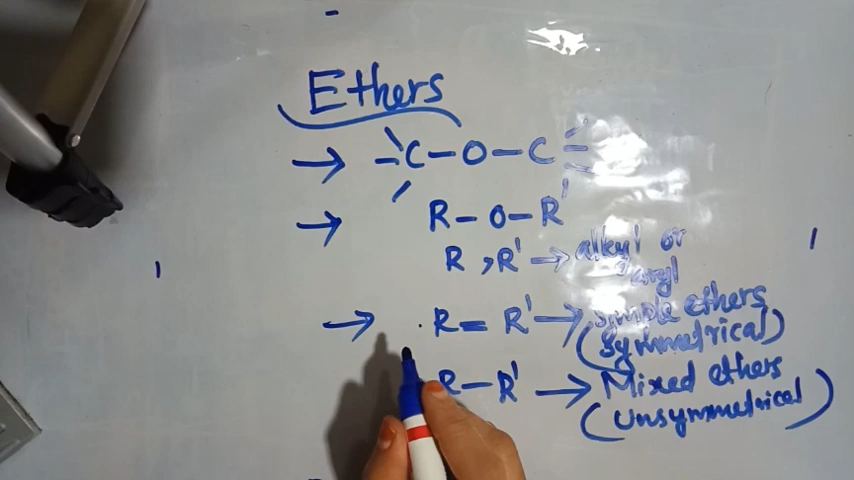 Ethers
→ -C-O-C-
→ R-O-R'
R, R' → alkyl or
aryl
→ R = R' → Simple ethers
(Symmetrical)
R - R' → Mixed ethers
(Unsymmetrical)